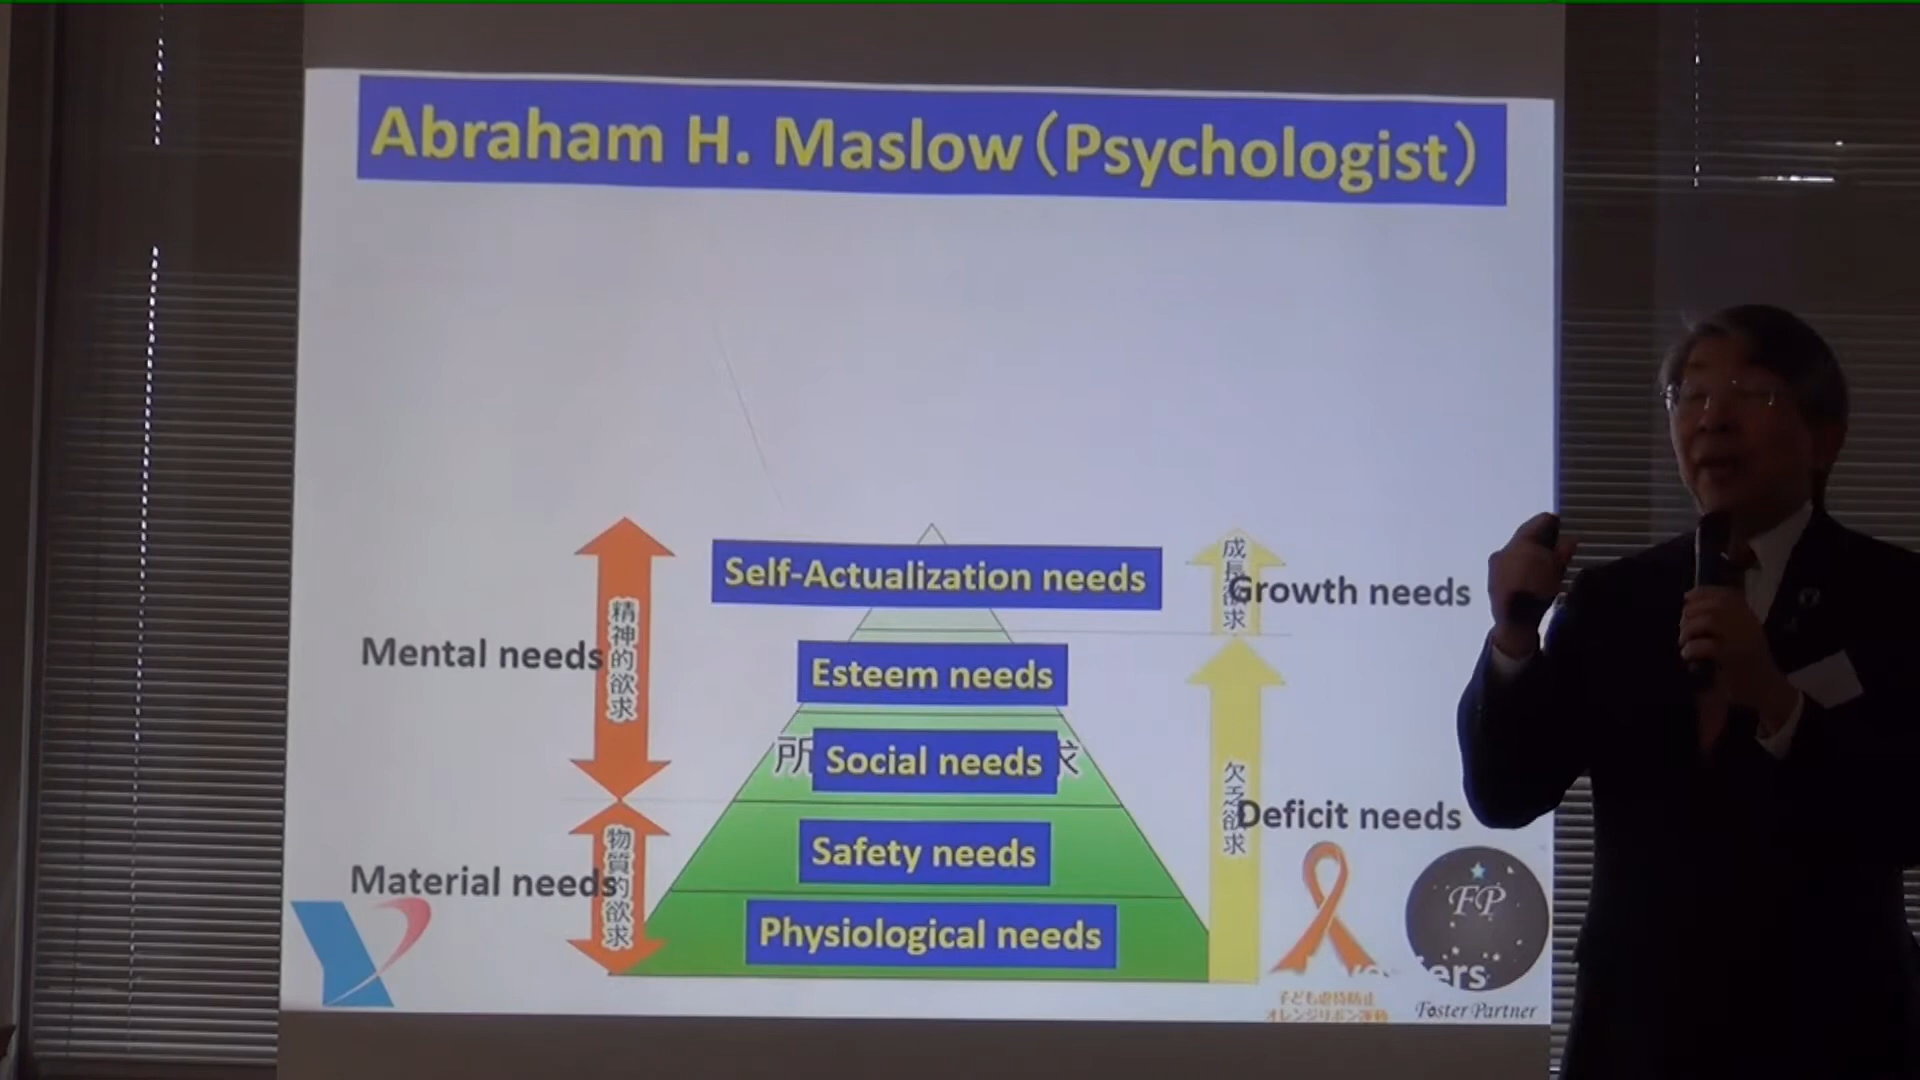 Abraham H. Maslow（Psychologist）
Self-Actualization needs
成長欲求
Growth needs
Mental needs
精神的欲求
Esteem needs
所
Social needs
求
Safety needs
欠乏欲求
Deficit needs
Material needs
物質的欲求
Physiological needs
FP
子ども虐待防止
オレンジリボン運動
Foster Partner